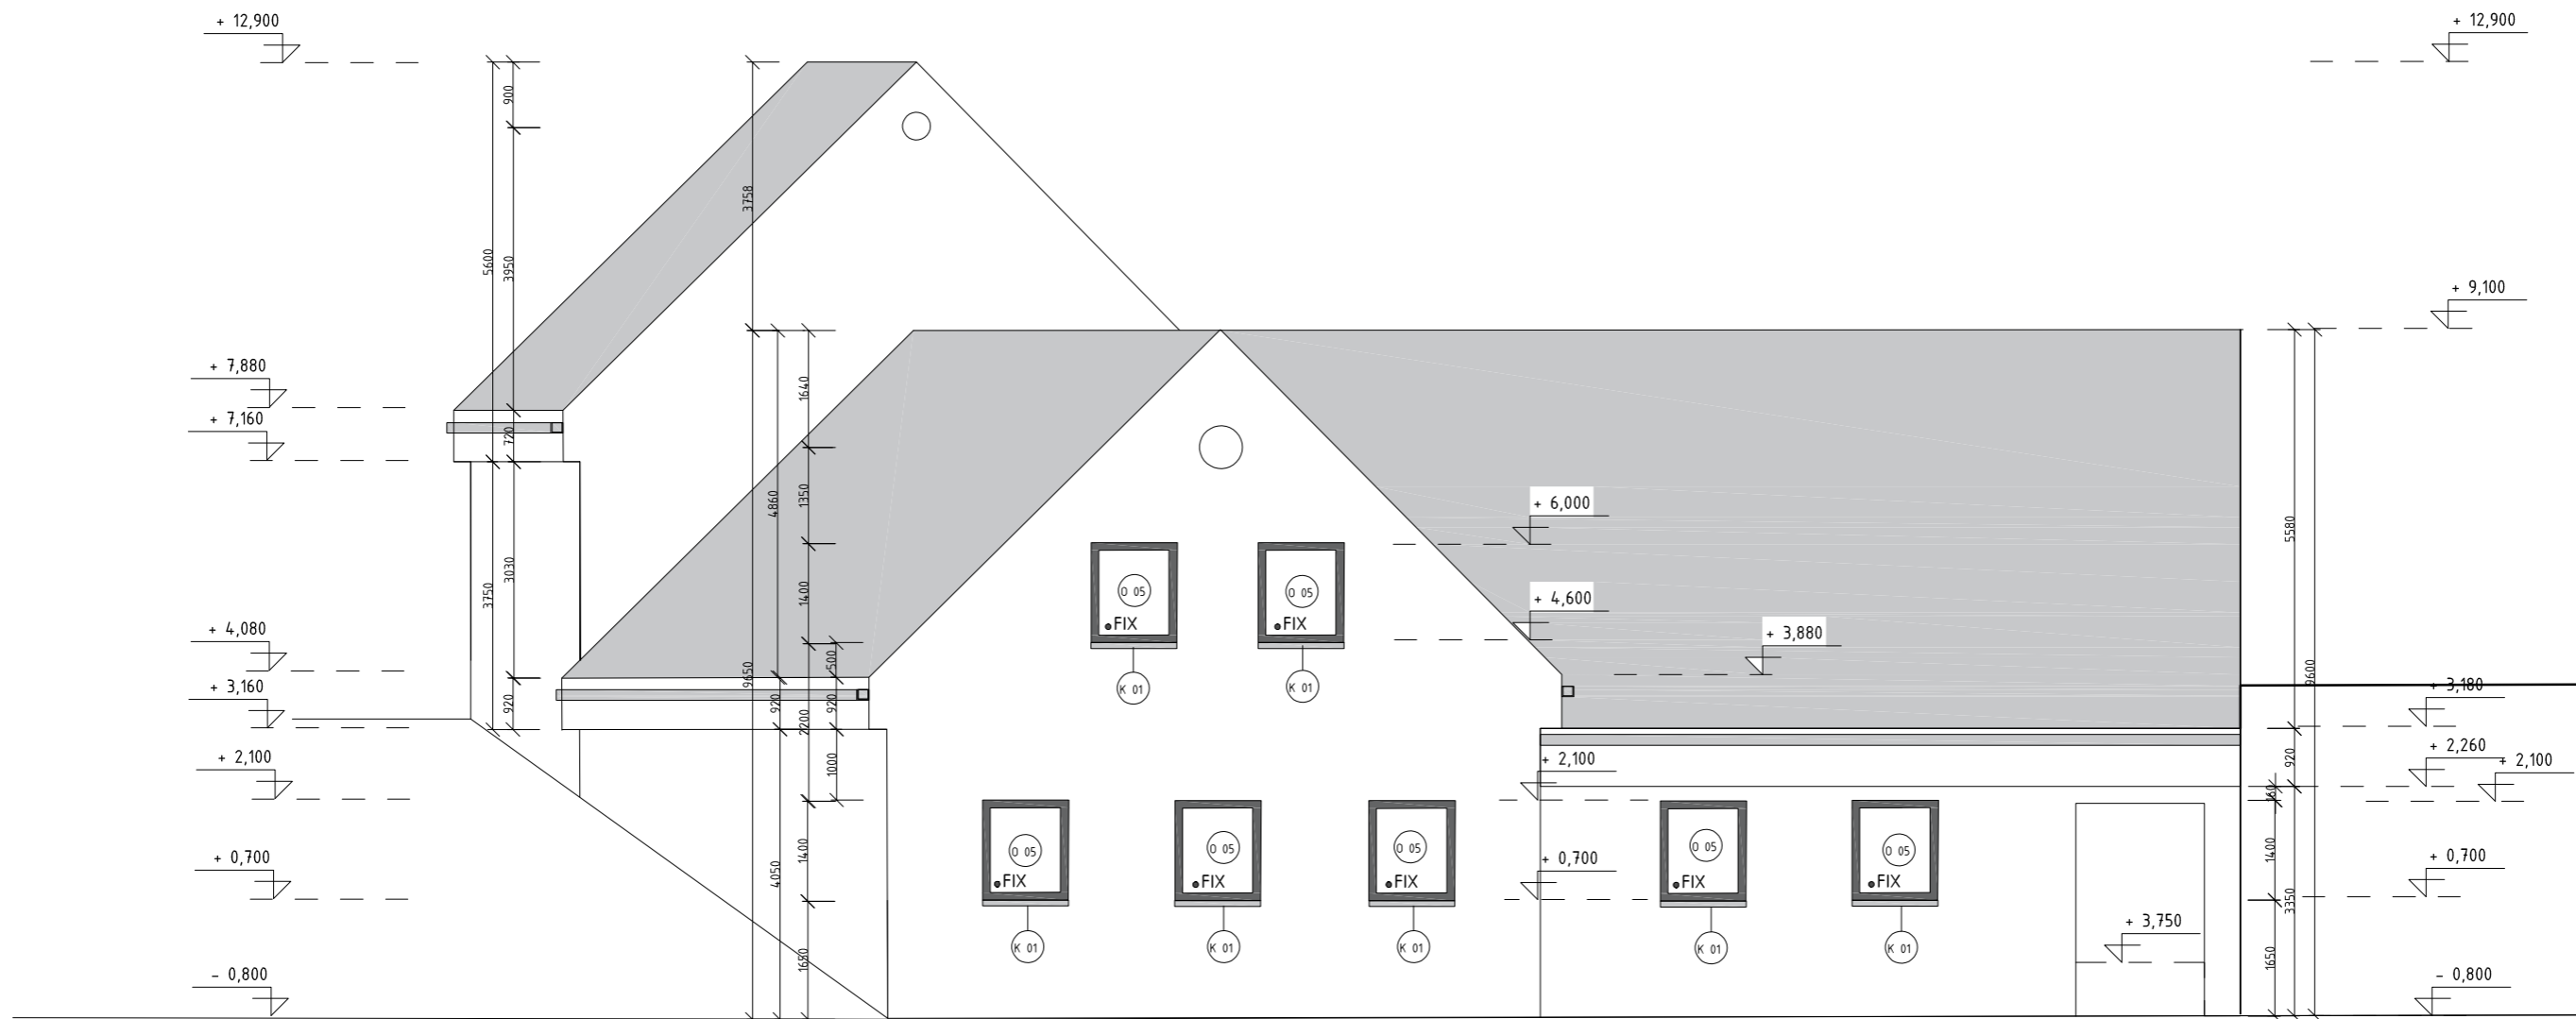 + 12,900
+ 12,900
900
3758
5600
3950
+ 9,100
+ 7,880
1640
+ 7,160
720
4860
1350
+ 6,000
5580
3030
3750
1400
+ 4,600
O 05
O 05
FIX
FIX
+ 4,080
+ 3,880
500
9650
9600
K 01
K 01
+ 3,160
+ 3,180
920
920
920
2200
1000
+ 2,100
+ 2,100
+ 2,260
+ 2,100
920
160
O 05
O 05
O 05
O 05
O 05
FIX
FIX
FIX
FIX
FIX
+ 0,700
+ 0,700
+ 0,700
1400
1400
4050
3350
K 01
K 01
K 01
K 01
K 01
+ 3,750
1650
1650
- 0,800
- 0,800